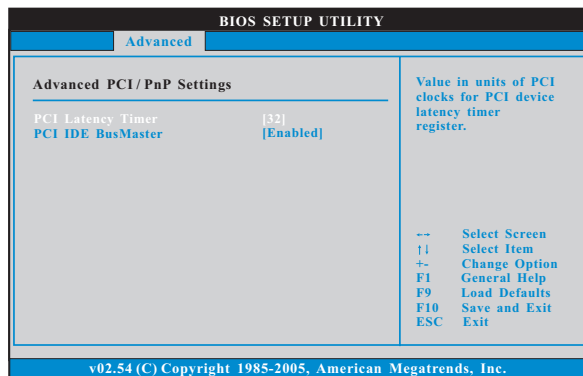 BIOS SETUP UTILITY
Advanced
Advanced PCI / PnP Settings
PCI Latency Timer [32]
PCI IDE BusMaster [Enabled]
Value in units of PCI
clocks for PCI device
latency timer
register.
←→ Select Screen
↑↓ Select Item
+- Change Option
F1 General Help
F9 Load Defaults
F10 Save and Exit
ESC Exit
v02.54 (C) Copyright 1985-2005, American Megatrends, Inc.